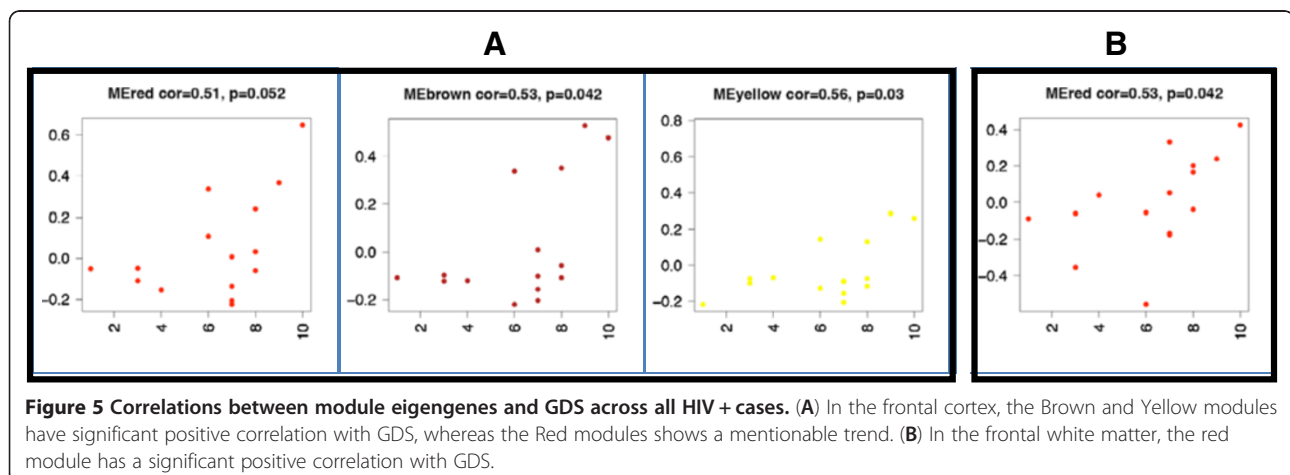 A
B
MEred cor=0.51, p=0.052
0.6
0.4
0.2
0.0
−0.2
2 4 6 8 10
MEbrown cor=0.53, p=0.042
0.4
0.2
0.0
−0.2
2 4 6 8 10
MEyellow cor=0.56, p=0.03
0.8
0.6
0.4
0.2
0.0
−0.2
2 4 6 8 10
MEred cor=0.53, p=0.042
0.4
0.2
0.0
−0.2
−0.4
2 4 6 8 10
Figure 5 Correlations between module eigengenes and GDS across all HIV + cases. (A) In the frontal cortex, the Brown and Yellow modules
have significant positive correlation with GDS, whereas the Red modules shows a mentionable trend. (B) In the frontal white matter, the red
module has a significant positive correlation with GDS.